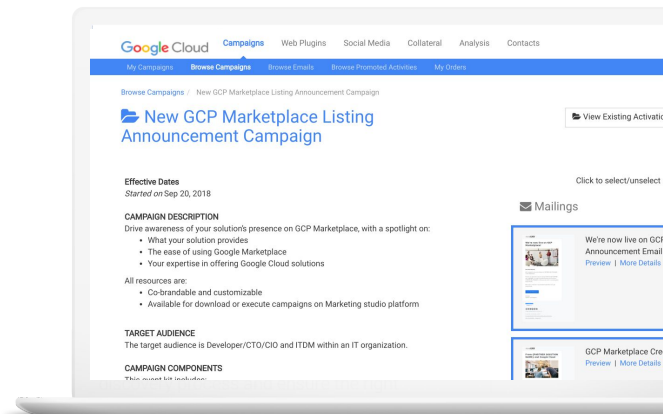 Google Cloud Campaigns Web Plugins Social Media Collateral Analysis Contacts
My Campaigns Browse Campaigns Browse Emails Browse Promoted Activities My Orders
Browse Campaigns / New GCP Marketplace Listing Announcement Campaign
New GCP Marketplace Listing
Announcement Campaign
View Existing Activatio
Effective Dates
Started on Sep 20, 2018
Click to select/unselect
Mailings
CAMPAIGN DESCRIPTION
Drive awareness of your solution's presence on GCP Marketplace, with a spotlight on:
• What your solution provides
• The ease of using Google Marketplace
• Your expertise in offering Google Cloud solutions
All resources are:
• Co-brandable and customizable
• Available for download or execute campaigns on Marketing studio platform
TARGET AUDIENCE
The target audience is Developer/CTO/CIO and ITDM within an IT organization.
CAMPAIGN COMPONENTS
This event kit includes:
We're now live on GCP
Announcement Email
Preview | More Details
GCP Marketplace Cre
Preview | More Details